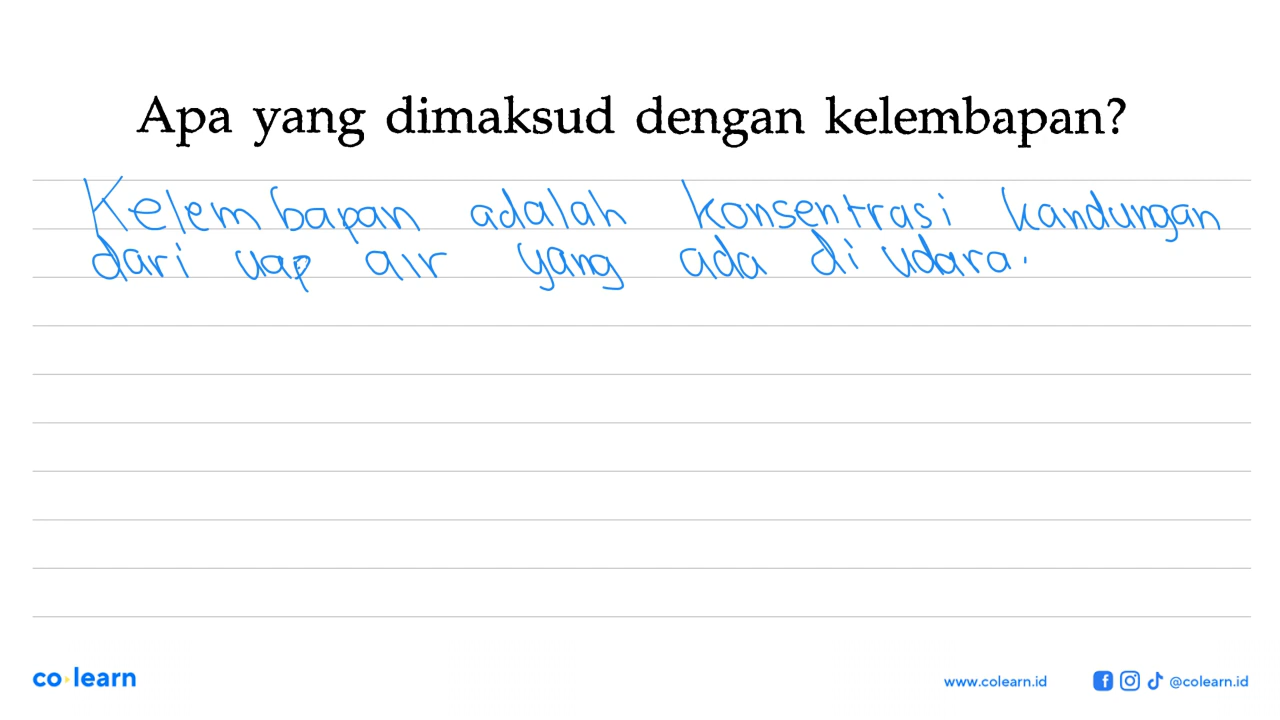 Apa yang dimaksud dengan kelembapan?
Kelembapan adalah konsentrasi kandungan
dari uap air yang ada di udara.
co learn
www.colearn.id
@colearn.id